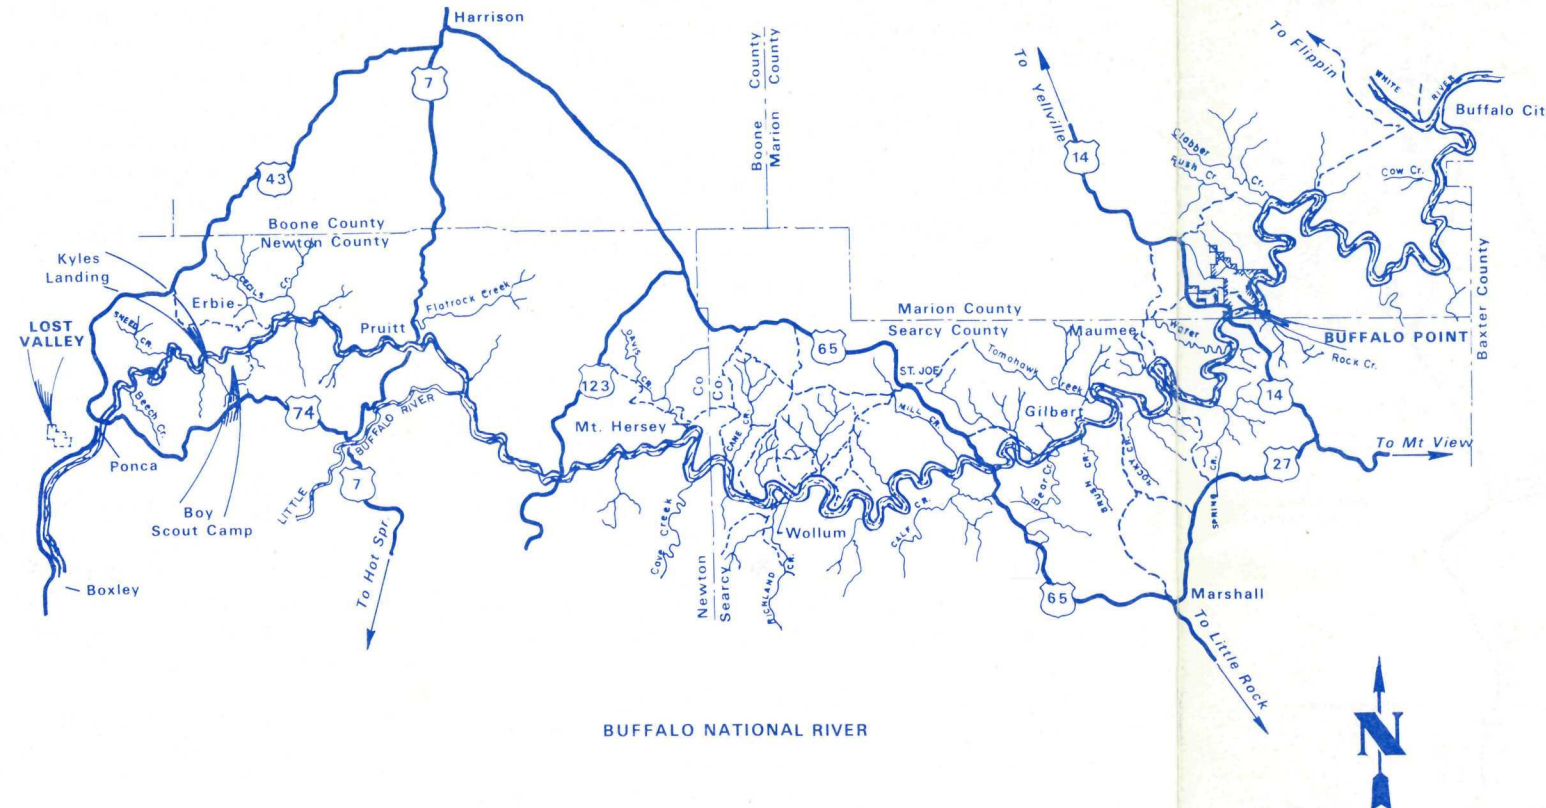 Harrison
7
43
Boone County
Marion County
To Yellville
14
To Flippin
WHITE RIVER
Buffalo Cit
Clabber Cr.
Rush Cr
Cow Cr.
Boone County
Newton County
Kyles
Landing
Erbie
CECILS Cr.
Flatrock Creek
Pruitt
SNEED CR.
LOST
VALLEY
Beech Cr.
Ponca
74
LITTLE BUFFALO RIVER
7
Boy
Scout Camp
Boxley
To Hot Spr.
123
DAVIS CR.
Mt. Hersey
Co
Co.
CANE CR.
Cove Creek
Newton
Searcy
RICHLAND CR.
Wollum
CALF CR.
65
ST. JOE
MILL CR.
Marion County
Searcy County
Maumee
Water
Tomahawk Creek
Gilbert
Bear Cr.
BRUSH CR.
ROCKY CR.
SPRING CR.
BUFFALO POINT
Rock Cr.
Baxter County
14
27
To Mt View
65
Marshall
To Little Rock
BUFFALO NATIONAL RIVER
N